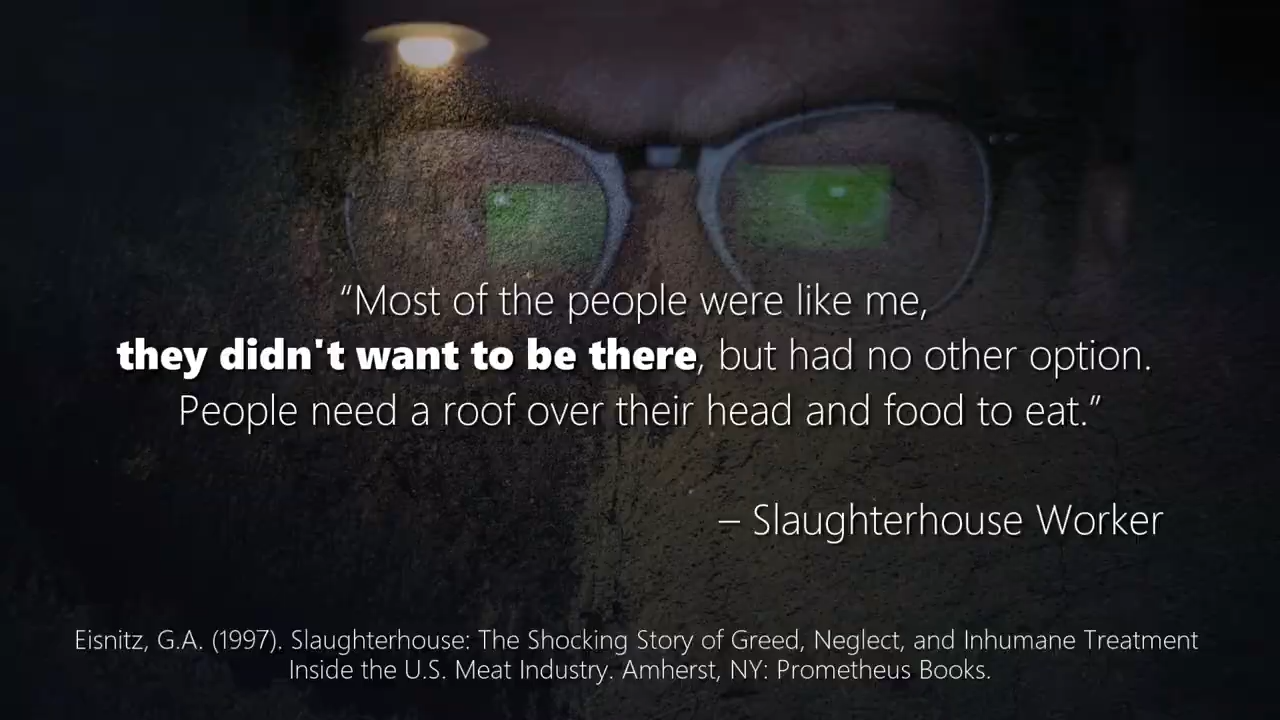 “Most of the people were like me,
they didn't want to be there, but had no other option.
People need a roof over their head and food to eat.”
– Slaughterhouse Worker
Eisnitz, G.A. (1997). Slaughterhouse: The Shocking Story of Greed, Neglect, and Inhumane Treatment
Inside the U.S. Meat Industry. Amherst, NY: Prometheus Books.